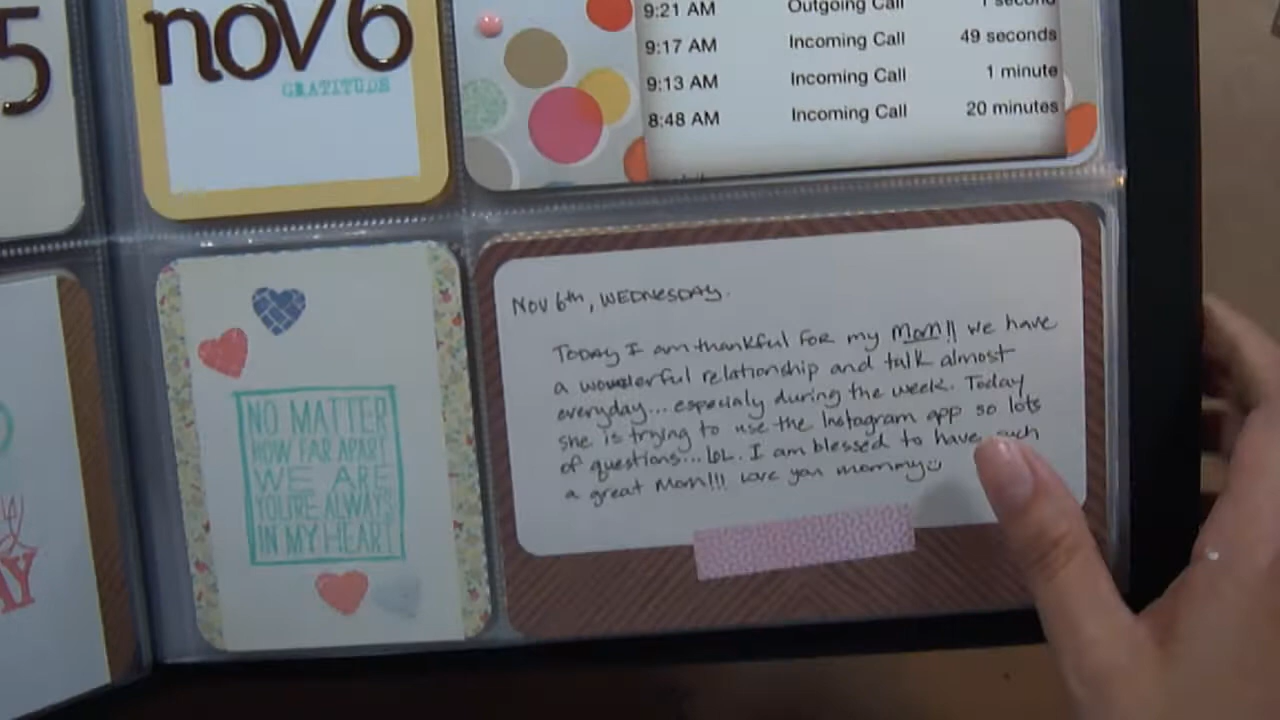 5
nov6
GRATITUDE
9:21 AM Outgoing Call 1 second
9:17 AM Incoming Call 49 seconds
9:13 AM Incoming Call 1 minute
8:48 AM Incoming Call 20 minutes
NO MATTER
HOW FAR APART
WE ARE
YOU'RE ALWAYS
IN MY HEART
Nov 6th, WEDNESDAY.
Today I am thankful for my Mom!! we have
a wonderful relationship and talk almost
everyday... especialy during the week. Today
she is trying to use the Instagram app so lots
of questions... LOL. I am blessed to have such
a great Mom!!! Love you mommy
AY